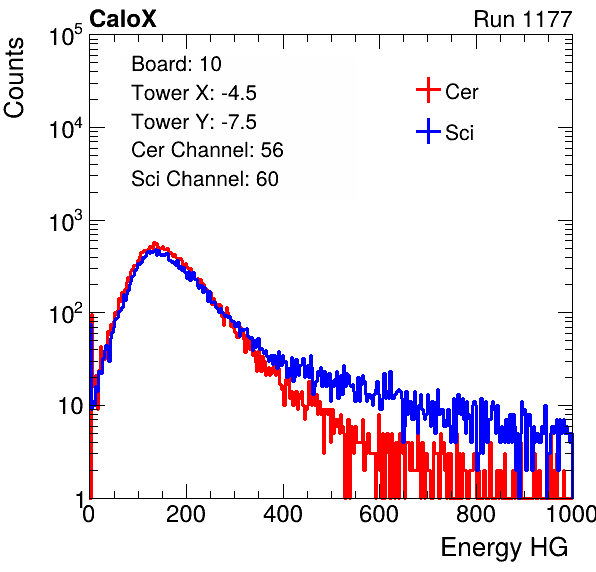 CaloX Run 1177
Counts
10^5
10^4
10^3
10^2
10
1
Board: 10
Tower X: -4.5
Tower Y: -7.5
Cer Channel: 56
Sci Channel: 60
Cer
Sci
0 200 400 600 800 1000
Energy HG